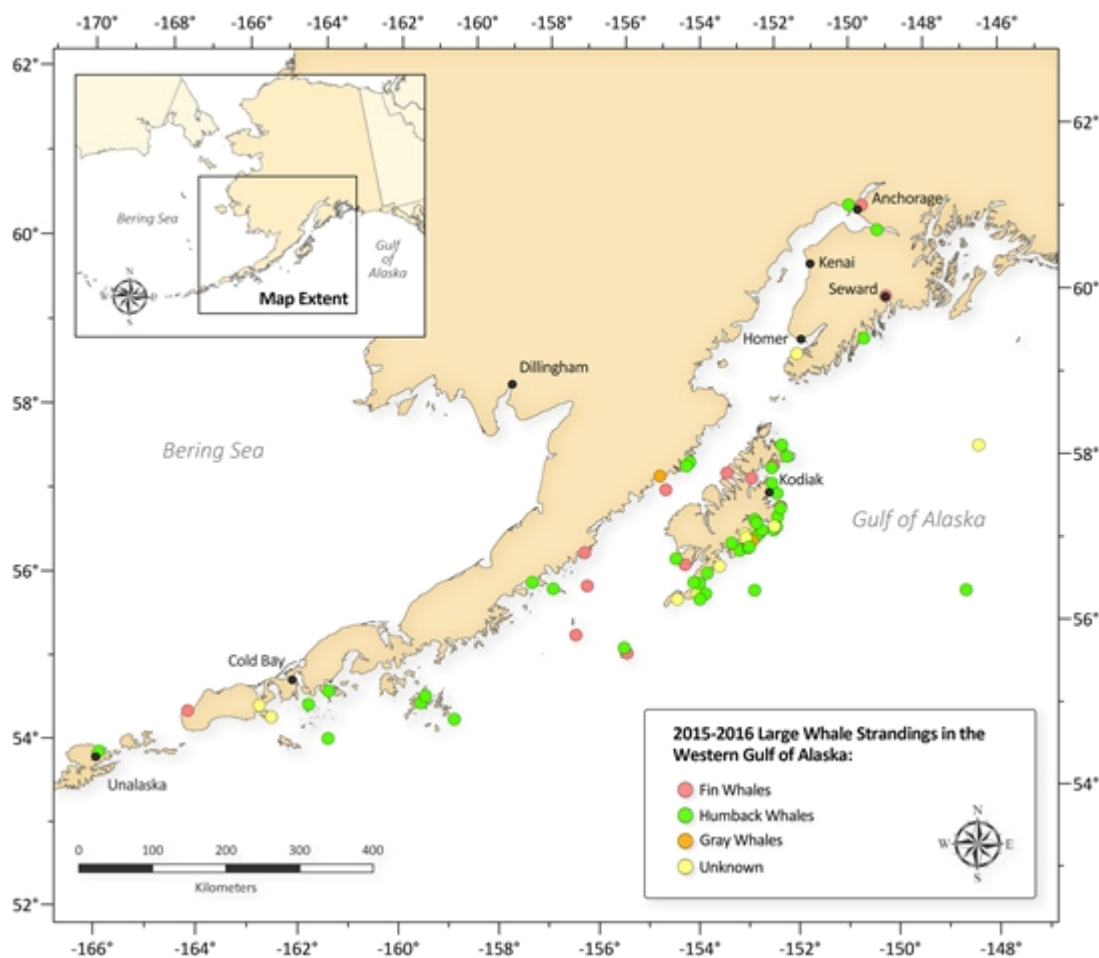 -170° -168° -166° -164° -162° -160° -158° -156° -154° -152° -150° -148° -146°
62°
62°
60°
60°
58°
58°
56°
56°
54°
54°
52°
Bering Sea
Gulf
of
Alaska
Map Extent
N
S
Anchorage
Kenai
Seward
Homer
Dillingham
Bering Sea
Kodiak
Gulf of Alaska
Cold Bay
Unalaska
2015-2016 Large Whale Strandings in the
Western Gulf of Alaska:
Fin Whales
Humback Whales
Gray Whales
Unknown
N
W E
S
0 100 200 300 400
Kilometers
-166° -164° -162° -160° -158° -156° -154° -152° -150° -148°